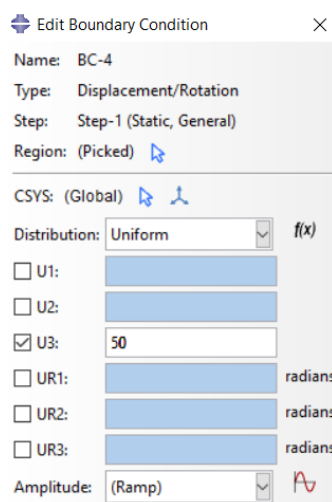 Edit Boundary Condition
Name: BC-4
Type: Displacement/Rotation
Step: Step-1 (Static, General)
Region: (Picked)
CSYS: (Global)
Distribution: Uniform f(x)
U1:
U2:
U3: 50
UR1: radians
UR2: radians
UR3: radians
Amplitude: (Ramp)